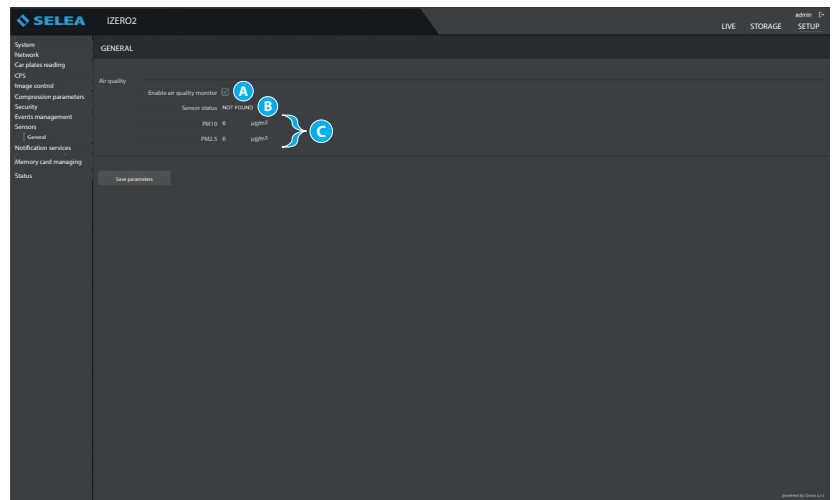 SELEA
IZERO2
admin
LIVE STORAGE SETUP
System
Network
Car plates reading
CPS
Image control
Compression parameters
Security
Events management
Sensors
General
Notification services
Memory card managing
Status
GENERAL
Air quality
Enable air quality monitor A
Sensor status NOT FOUND B
PM10 0 µg/m3
C
PM2.5 0 µg/m3
Save parameters
powered by Selea s.r.l